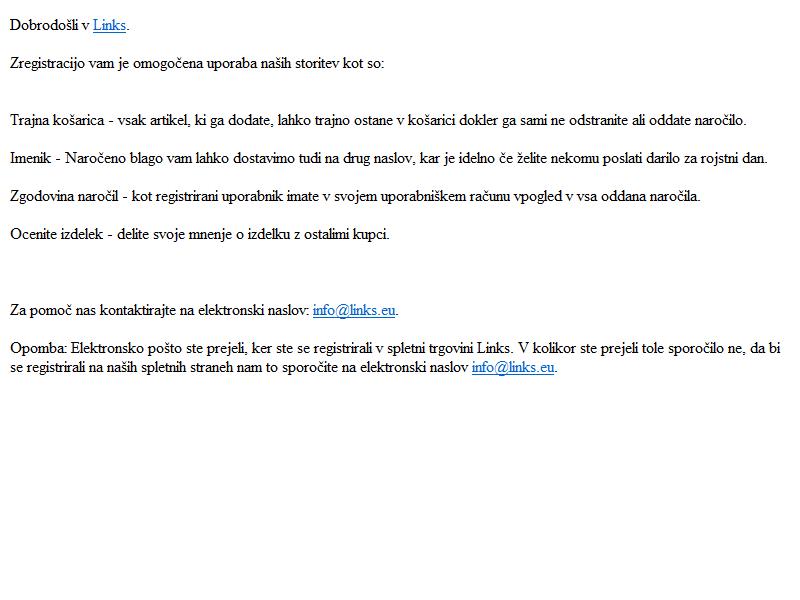 Dobrodošli v Links.
Zregistracijo vam je omogočena uporaba naših storitev kot so:
Trajna košarica - vsak artikel, ki ga dodate, lahko trajno ostane v košarici dokler ga sami ne odstranite ali oddate naročilo.
Imenik - Naročeno blago vam lahko dostavimo tudi na drug naslov, kar je idelno če želite nekomu poslati darilo za rojstni dan.
Zgodovina naročil - kot registrirani uporabnik imate v svojem uporabniškem računu vpogled v vsa oddana naročila.
Ocenite izdelek - delite svoje mnenje o izdelku z ostalimi kupci.
Za pomoč nas kontaktirajte na elektronski naslov: info@links.eu.
Opomba: Elektronsko pošto ste prejeli, ker ste se registrirali v spletni trgovini Links. V kolikor ste prejeli tole sporočilo ne, da bi
se registrirali na naših spletnih straneh nam to sporočite na elektronski naslov info@links.eu.